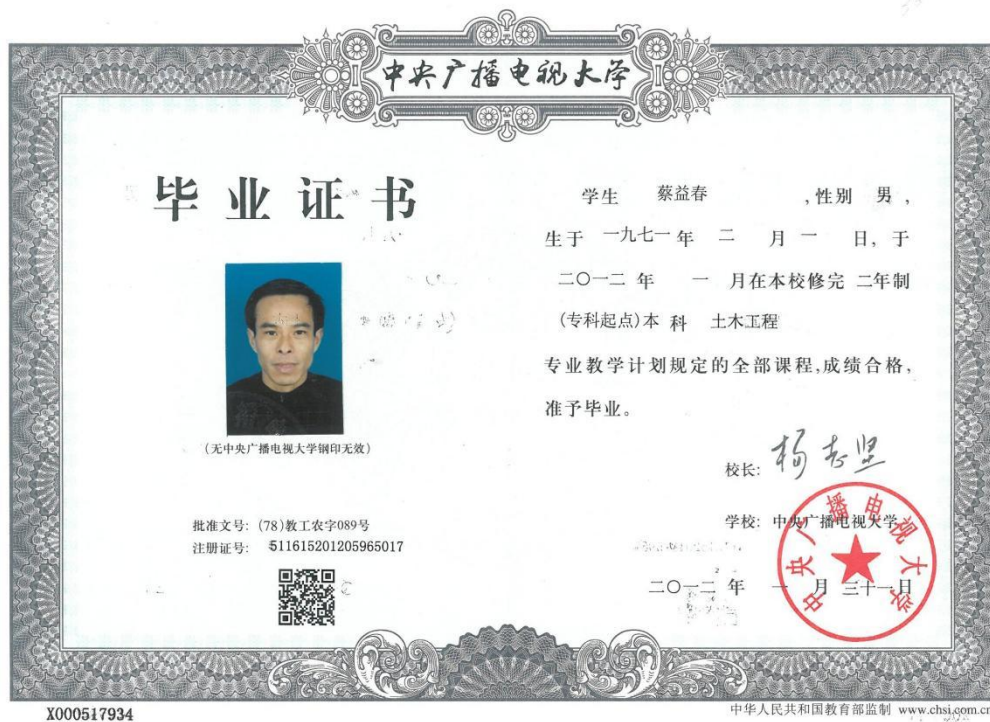 中央广播电视大学
毕业证书
(无中央广播电视大学钢印无效)
批准文号: (78)教工农字089号
注册证号: 511615201205965017
学生 蔡益春 ,性别 男 ,
生于 一九七一 年 二 月 一 日, 于
二〇一二 年 一 月在本校修完 二年制
(专科起点)本 科 土木工程
专业教学计划规定的全部课程,成绩合格,
准予毕业。
校长: 杨志坚
学校: 中央广播电视大学
中央广播电视大学
二〇一二 年 一 月 三十一日
X000517934
中华人民共和国教育部监制 www.chsi.com.cn